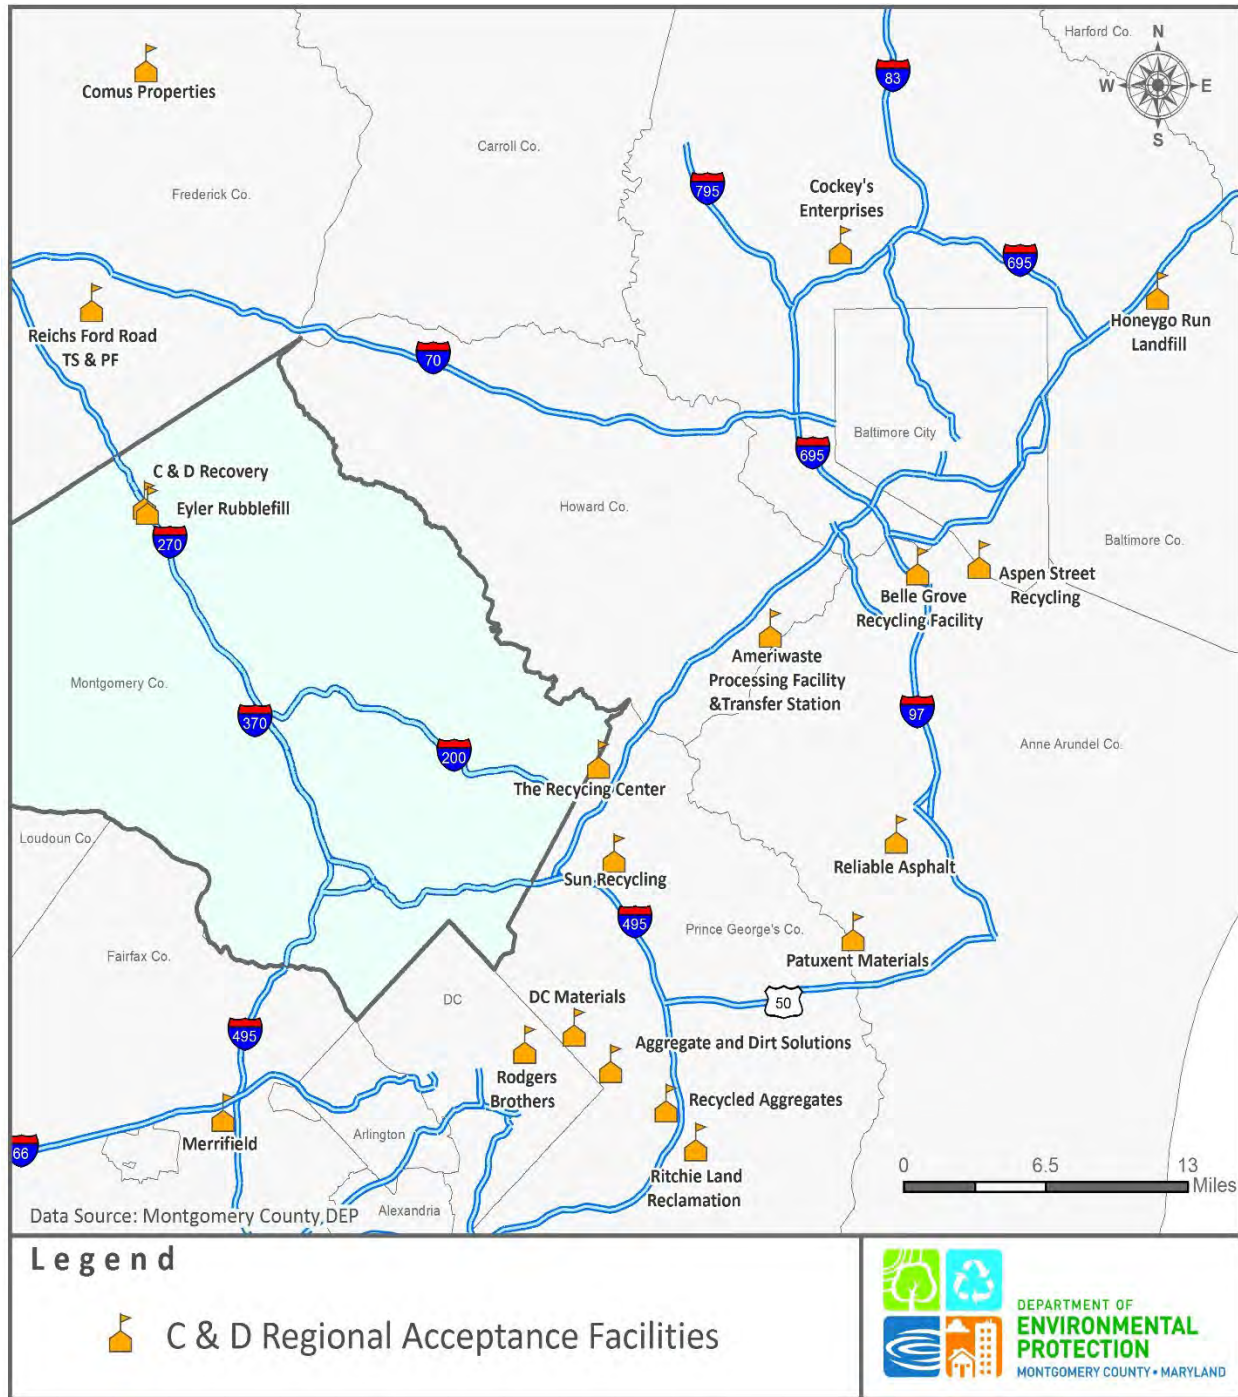 Harford Co.
N
W
E
S
83
Comus Properties
Carroll Co.
795
Cockey's
Enterprises
Frederick Co.
695
Reichs Ford Road
TS & PF
Honeygo Run
Landfill
70
Baltimore City
695
C & D Recovery
Eyler Rubblefill
Howard Co.
270
Baltimore Co.
Aspen Street
Recycling
Belle Grove
Recycling Facility
Ameriwaste
Processing Facility
&Transfer Station
Montgomery Co.
370
97
200
Anne Arundel Co.
The Recycing Center
Loudoun Co.
Reliable Asphalt
Sun Recycling
495
Prince George's Co.
Fairfax Co.
Patuxent Materials
DC
DC Materials
50
495
Aggregate and Dirt Solutions
Rodgers
Brothers
Recycled Aggregates
Merrifield
Arlington
66
Ritchie Land
Reclamation
0 6.5 13
Miles
Alexandria
Data Source: Montgomery County,DEP
Legend
C & D Regional Acceptance Facilities
DEPARTMENT OF
ENVIRONMENTAL
PROTECTION
MONTGOMERY COUNTY • MARYLAND